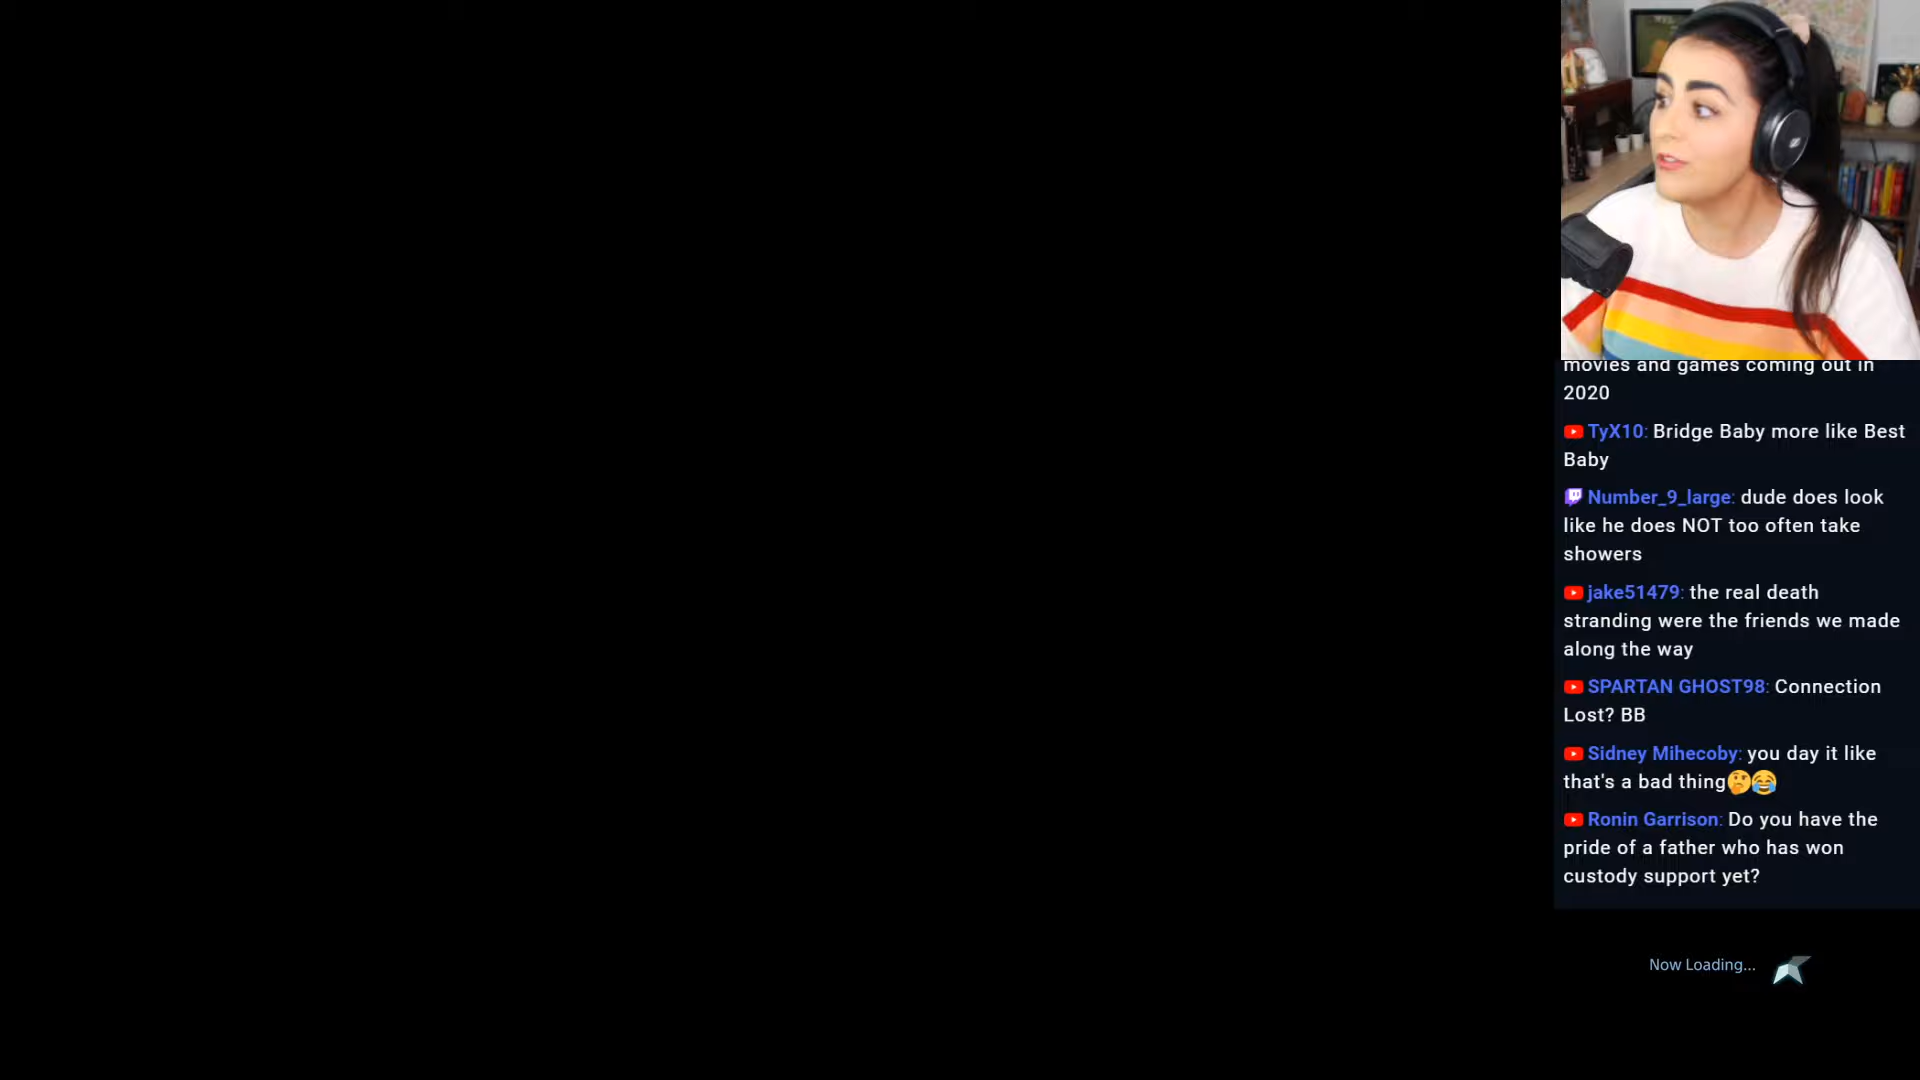 movies and games coming out in
2020
TyX10: Bridge Baby more like Best
Baby
Number_9_large: dude does look
like he does NOT too often take
showers
jake51479: the real death
stranding were the friends we made
along the way
SPARTAN GHOST98: Connection
Lost? BB
Sidney Mihecoby: you day it like
that's a bad thing🤔😂
Ronin Garrison: Do you have the
pride of a father who has won
custody support yet?
Now Loading...